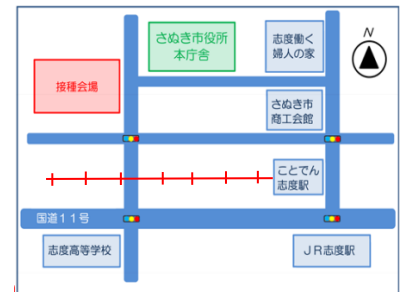 さぬき市役所
本庁舎
志度働く
婦人の家
N
接種会場
さぬき市
商工会館
ことでん
志度駅
国道11号
志度高等学校
JR志度駅